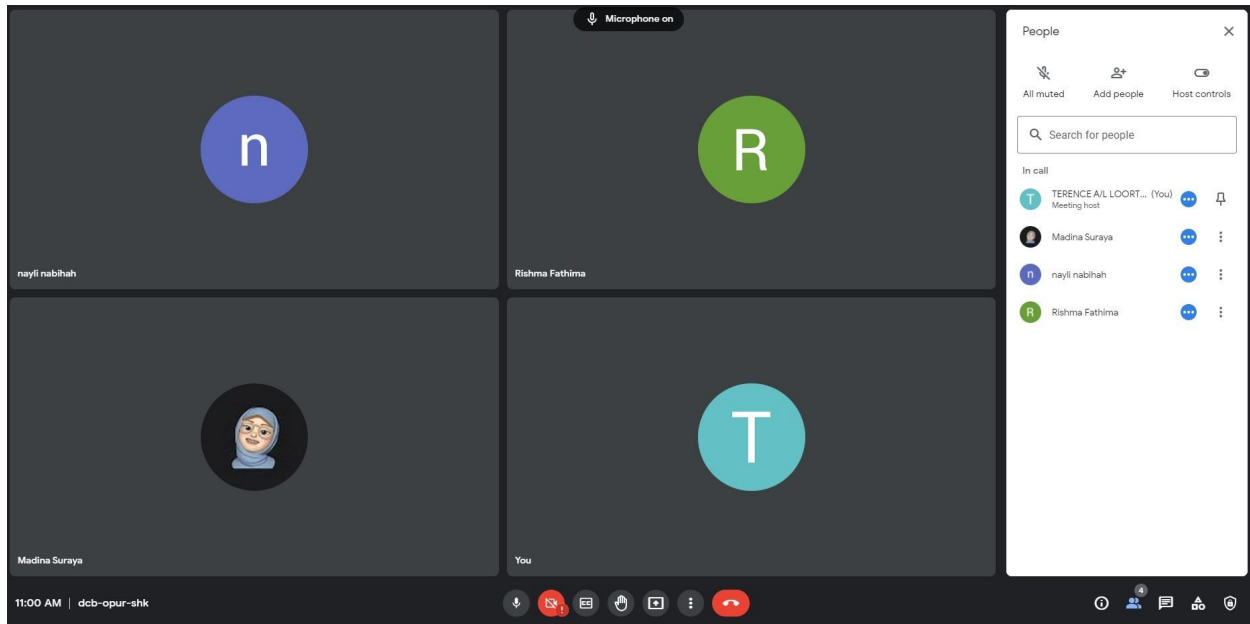 Microphone on
n
nayli nabihah
R
Rishma Fathima
Madina Suraya
T
You
People
All muted
Add people
Host controls
Search for people
In call
T
TERENCE A/L LOORT... (You)
Meeting host
Madina Suraya
n
nayli nabihah
R
Rishma Fathima
11:00 AM | dcb-opur-shk
CC
4